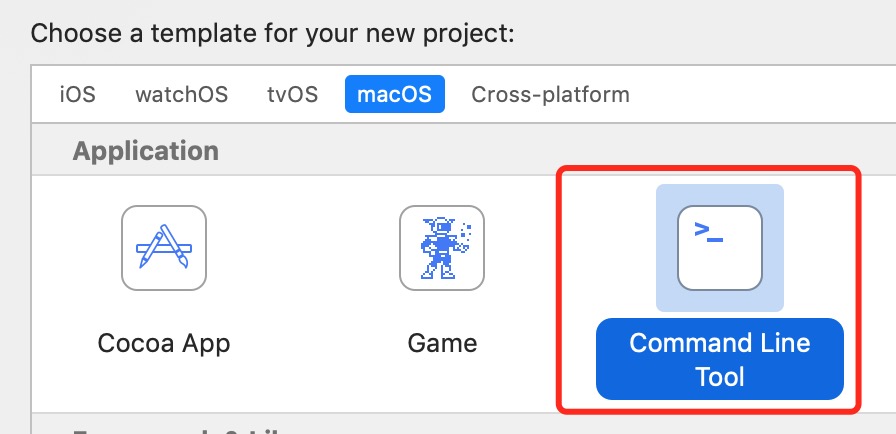 Choose a template for your new project:
iOS watchOS tvOS macOS Cross-platform
Application
>_
Cocoa App Game Command Line
Tool